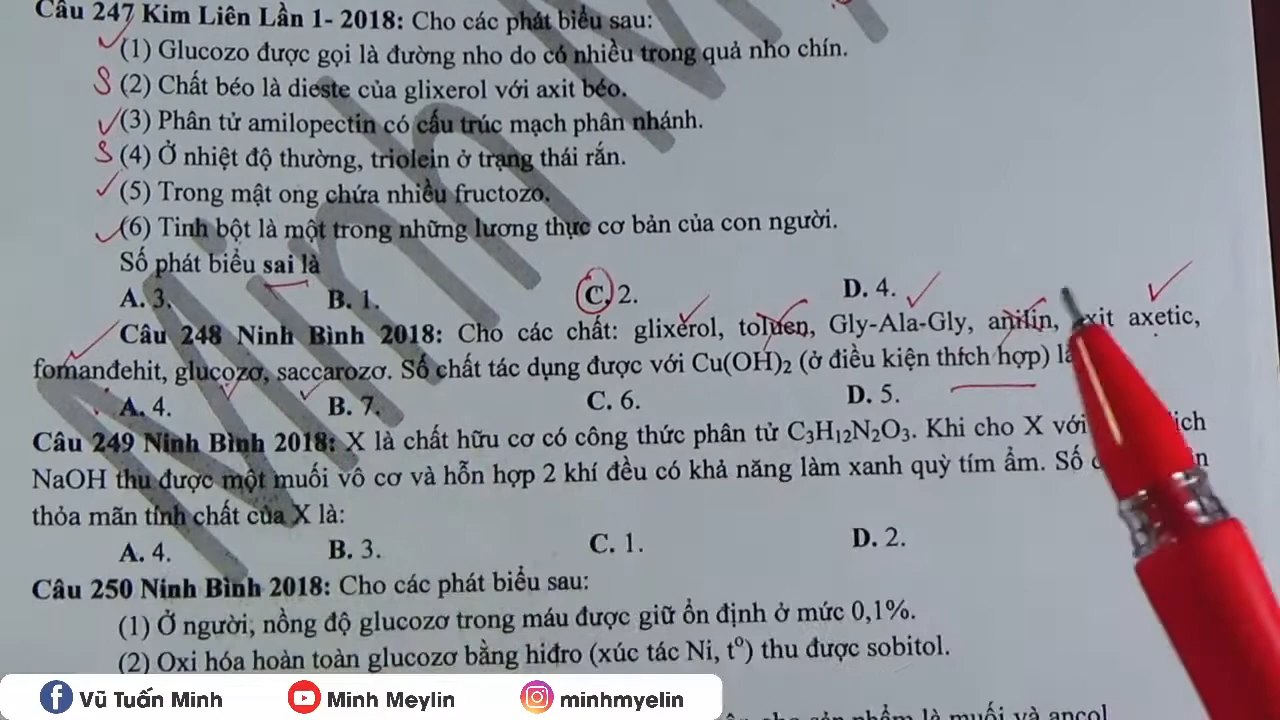 Câu 247 Kim Liên Lần 1- 2018: Cho các phát biểu sau:
(1) Glucozo được gọi là đường nho do có nhiều trong quả nho chín.
S (2) Chất béo là dieste của glixerol với axit béo.
(3) Phân tử amilopectin có cấu trúc mạch phân nhánh.
S (4) Ở nhiệt độ thường, triolein ở trạng thái rắn.
(5) Trong mật ong chứa nhiều fructozo.
(6) Tinh bột là một trong những lương thực cơ bản của con người.
Số phát biểu sai là
A. 3. B. 1. C. 2. D. 4.
Câu 248 Ninh Bình 2018: Cho các chất: glixerol, toluen, Gly-Ala-Gly, anilin, axit axetic,
fomanđehit, glucozơ, saccarozơ. Số chất tác dụng được với Cu(OH)₂ (ở điều kiện thích hợp)
A. 4. B. 7. C. 6. D. 5.
Câu 249 Ninh Bình 2018: X là chất hữu cơ có công thức phân tử C₃H₁₂N₂O₃. Khi cho X với
NaOH thu được một muối vô cơ và hỗn hợp 2 khí đều có khả năng làm xanh quỳ tím ẩm. Số
thỏa mãn tính chất của X là:
A. 4. B. 3. C. 1. D. 2.
Câu 250 Ninh Bình 2018: Cho các phát biểu sau:
(1) Ở người, nồng độ glucozơ trong máu được giữ ổn định ở mức 0,1%.
(2) Oxi hóa hoàn toàn glucozơ bằng hiđro (xúc tác Ni, t°) thu được sobitol.
sản phẩm là muối và ancol
Vũ Tuấn Minh Minh Meylin minhmyelin
Minh